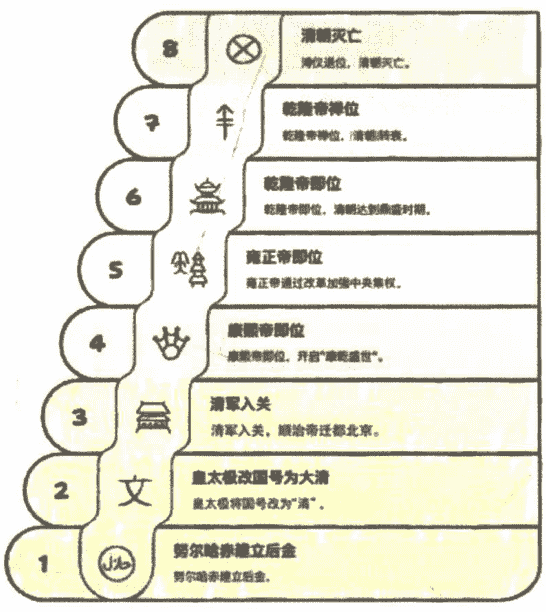 8
清朝灭亡
溥仪退位，清朝灭亡。
7
乾隆帝禅位
乾隆帝禅位，清朝转衰。
6
乾隆帝即位
乾隆帝即位，清朝达到鼎盛时期。
5
雍正帝即位
雍正帝通过改革加强中央集权。
4
康熙帝即位
康熙帝即位，开启“康乾盛世”。
3
清军入关
清军入关，顺治帝迁都北京。
2
文
皇太极改国号为大清
皇太极将国号改为“清”。
1
努尔哈赤建立后金
努尔哈赤建立后金。